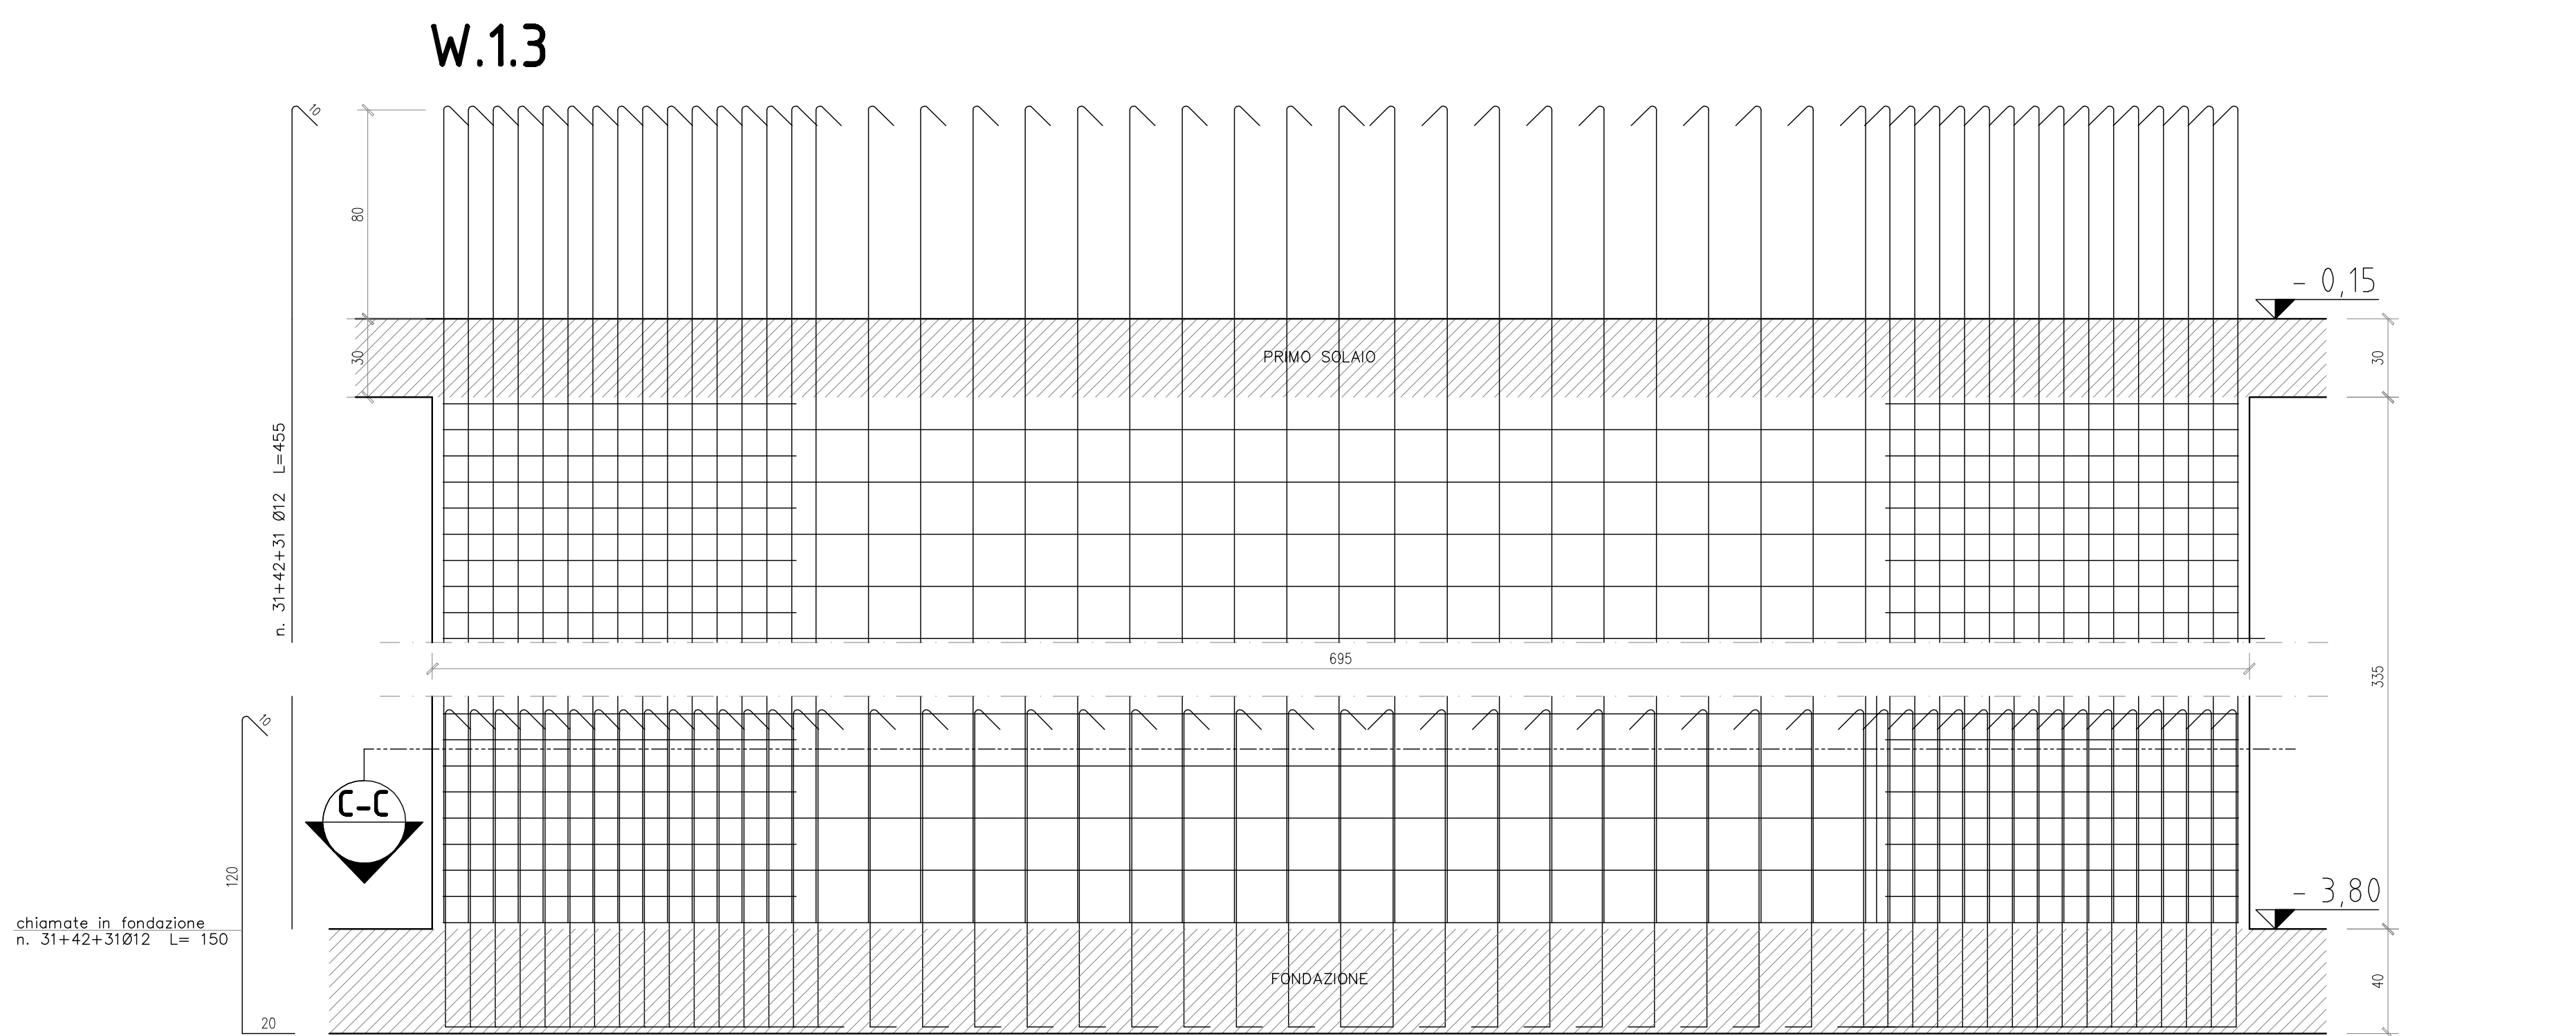 W.1.3
10
80
- 0,15
30
PRIMO SOLAIO
30
n. 31+42+31 Ø12 L=455
695
335
10
C-C
120
- 3,80
chiamate in fondazione
n. 31+42+31Ø12 L= 150
FONDAZIONE
40
20